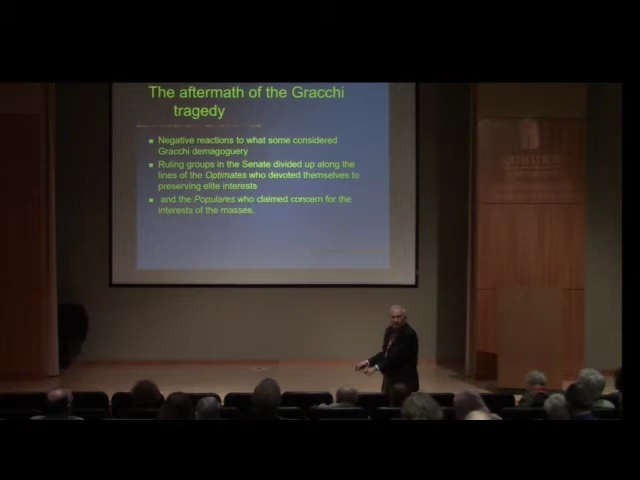 The aftermath of the Gracchi
tragedy
Negative reactions to what some considered
Gracchi demagoguery
Ruling groups in the Senate divided up along the
lines of the Optimates who devoted themselves to
preserving elite interests
and the Populares who claimed concern for the
interests of the masses.
AUBURN